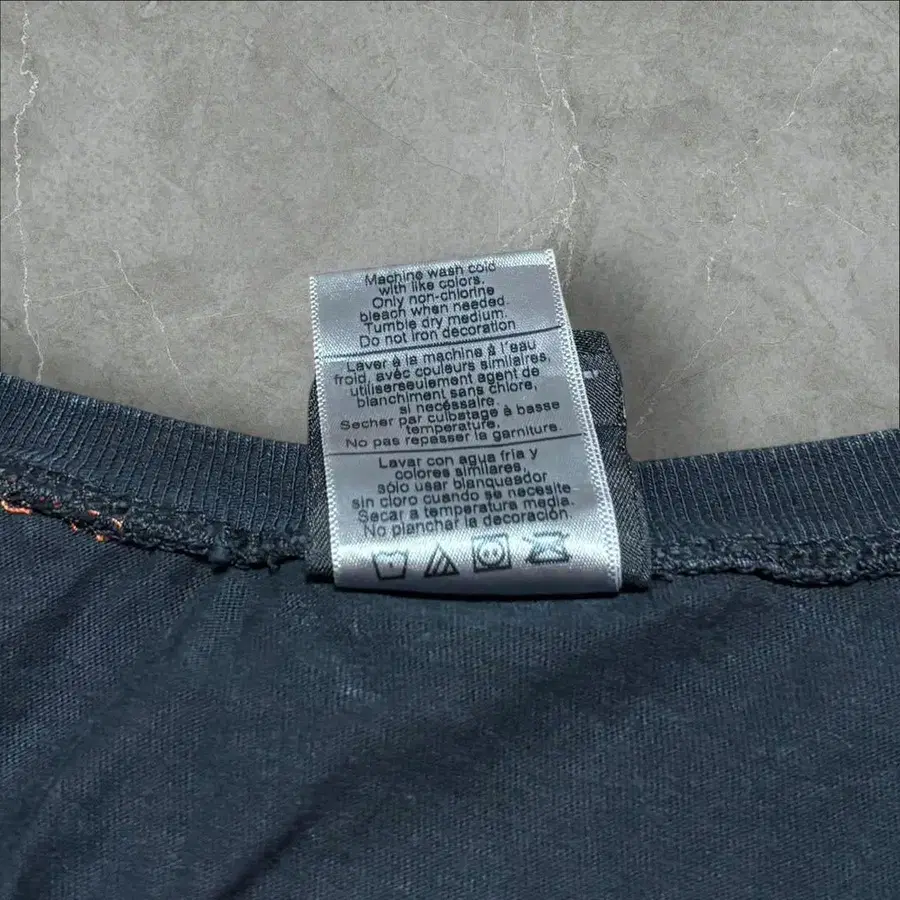 Machine wash cold
with like colors.
Only non-chlorine
bleach when needed.
Tumble dry medium.
Do not iron decoration
Laver à la machine à l'eau
froid, avec couleurs similaires,
utiliserseulement agent de
blanchiment sans chlore,
si nécessaire.
Secher par culbatage à basse
temperature.
No pas repasser la garniture.
Lavar con agua fria y
colores similares,
sólo usar blanqueador
sin cloro cuando se necesite
Secar a temperatura media.
No planchar la decoración.